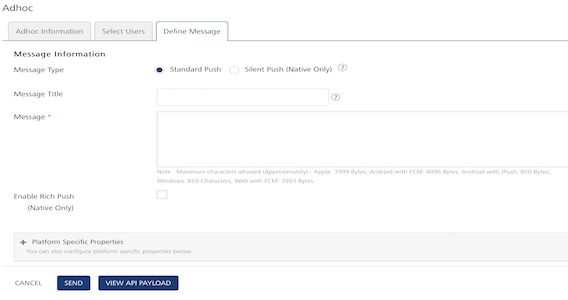 Adhoc
Adhoc Information Select Users Define Message
Message Information
Message Type Standard Push Silent Push (Native Only) ?
Message Title ?
Message *
Note : Maximum characters allowed (Approximately) - Apple: 1999 Bytes, Android with FCM: 4096 Bytes, Android with JPush: 850 Bytes,
Windows: 859 Characters, Web with FCM: 3993 Bytes.
Enable Rich Push
(Native Only)
+ Platform Specific Properties
You can also configure platform specific properties below.
CANCEL SEND VIEW API PAYLOAD